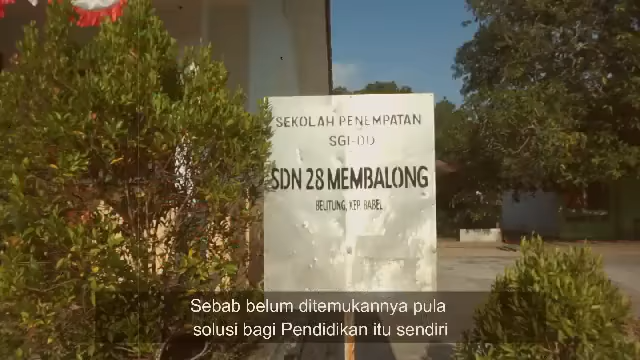 SEKOLAH PENEMPATAN
SGI-DD
SDN 28 MEMBALONG
BELITUNG, KEP. BABEL
Sebab belum ditemukannya pula
solusi bagi Pendidikan itu sendiri